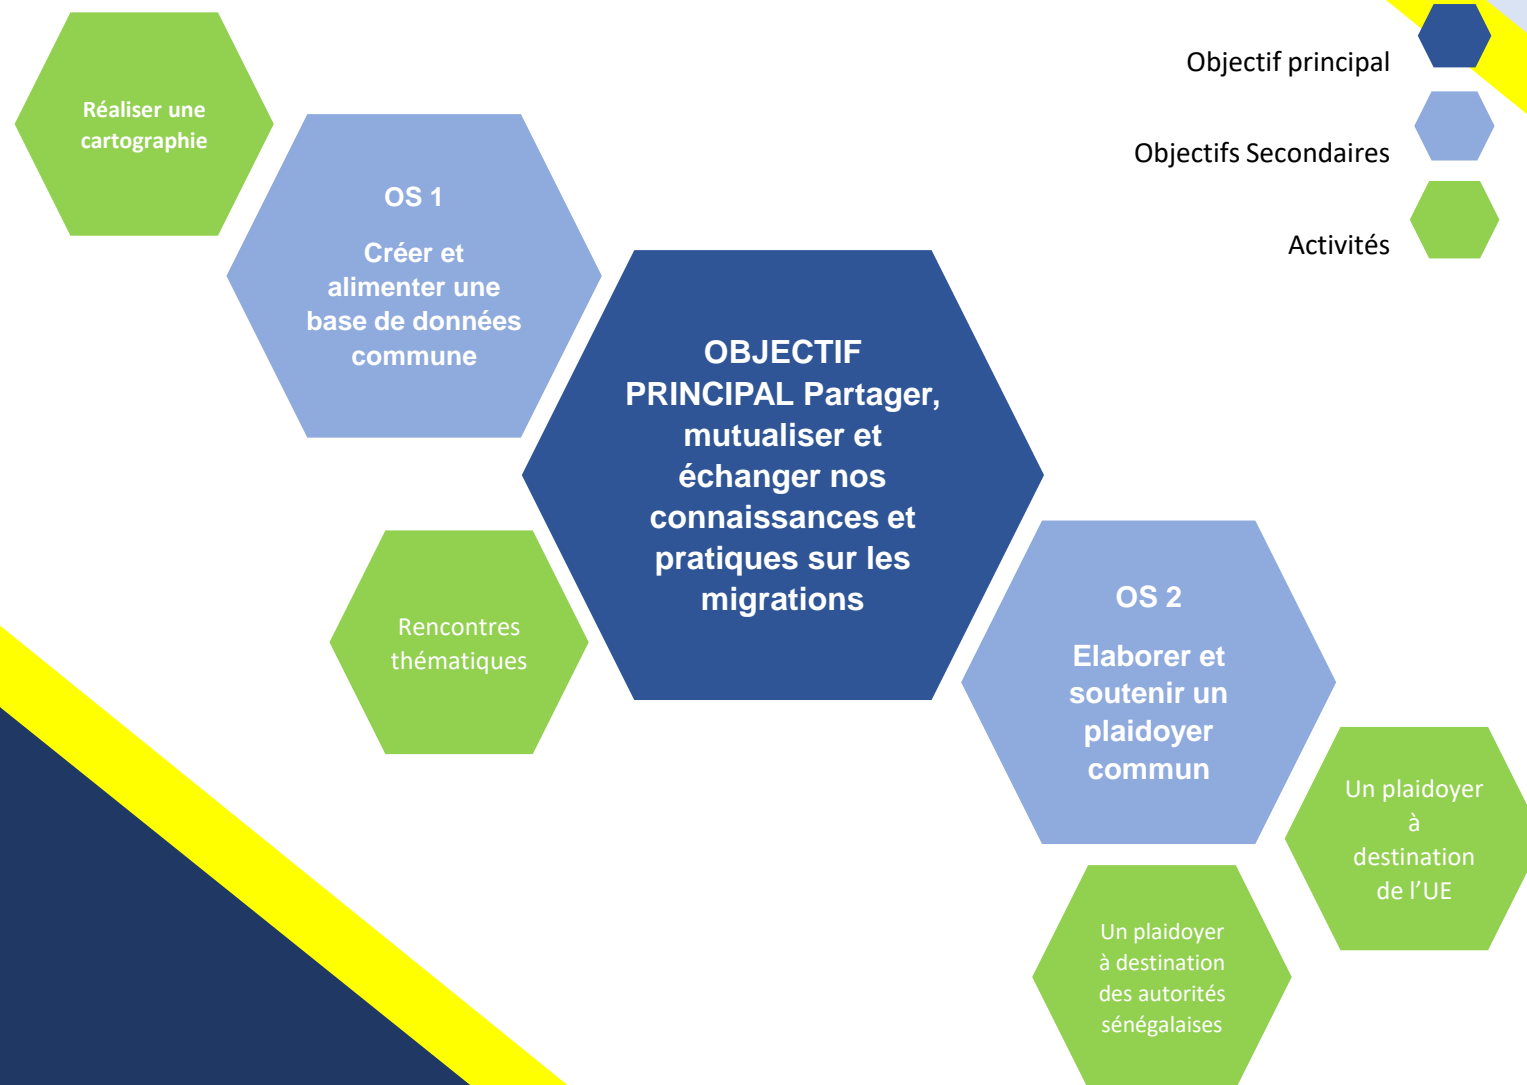 Objectif principal
Objectifs Secondaires
Activités
Réaliser une
cartographie
OS 1
Créer et
alimenter une
base de données
commune
OBJECTIF
PRINCIPAL Partager,
mutualiser et
échanger nos
connaissances et
pratiques sur les
migrations
Rencontres
thématiques
OS 2
Elaborer et
soutenir un
plaidoyer
commun
Un plaidoyer
à
destination
de l’UE
Un plaidoyer
à destination
des autorités
sénégalaises